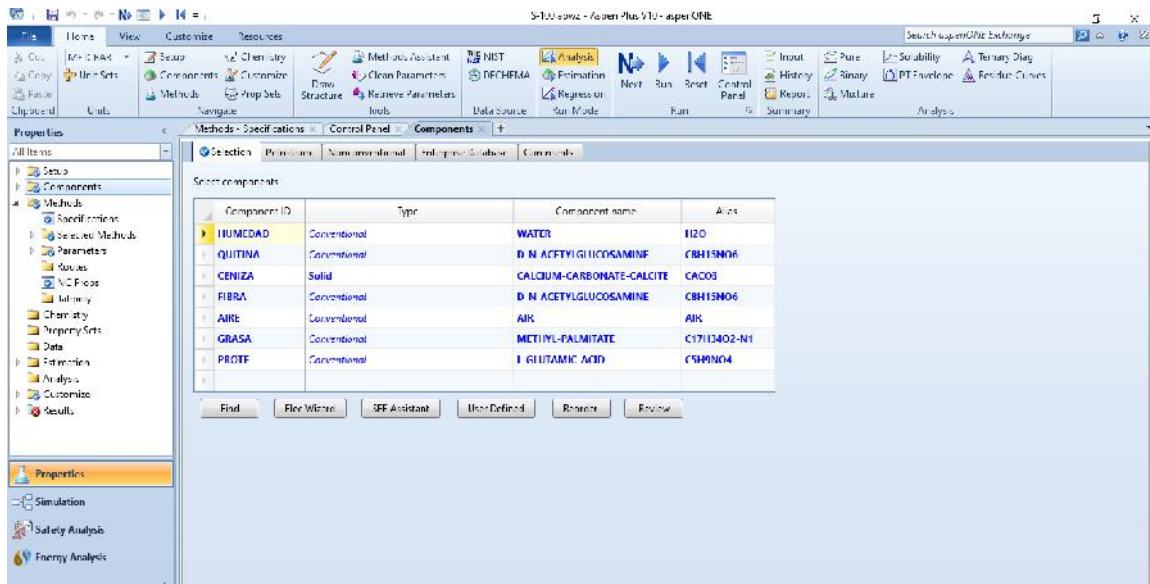 S-100.apwz - Aspen Plus V10 - aspenONE
File Home View Customize Resources Search aspenONE Exchange
Cut METCBAR Setup Chemistry Methods Assistant NIST Analysis Input Pure Solubility Ternary Diag
Copy Unit Sets Components Customize Clean Parameters DECHEMA Estimation History Binary PT Envelope Residue Curves
Paste Methods Prop Sets Draw Structure Retrieve Parameters Regression Next Run Reset Control Panel Report Mixture
Clipboard Units Navigate Tools Data Source Run Mode Run Summary Analysis
Properties
Methods - Specifications Control Panel Components +
All Items
Selection Petroleum Nonconventional Enterprise Database Comments
Setup
Components
Methods
Specifications
Selected Methods
Parameters
Routes
NC Props
Tabpoly
Chemistry
Property Sets
Data
Estimation
Analysis
Customize
Results
Select components
Component ID Type Component name Alias
HUMEDAD Conventional WATER H2O
QUITINA Conventional D-N-ACETYLGLUCOSAMINE C8H15NO6
CENIZA Solid CALCIUM-CARBONATE-CALCITE CACO3
FIBRA Conventional D-N-ACETYLGLUCOSAMINE C8H15NO6
AIRE Conventional AIR AIR
GRASA Conventional METHYL-PALMITATE C17H34O2-N1
PROTE Conventional L-GLUTAMIC-ACID C5H9NO4
Find Elec Wizard SFE Assistant User Defined Reorder Review
Properties
Simulation
Safety Analysis
Energy Analysis